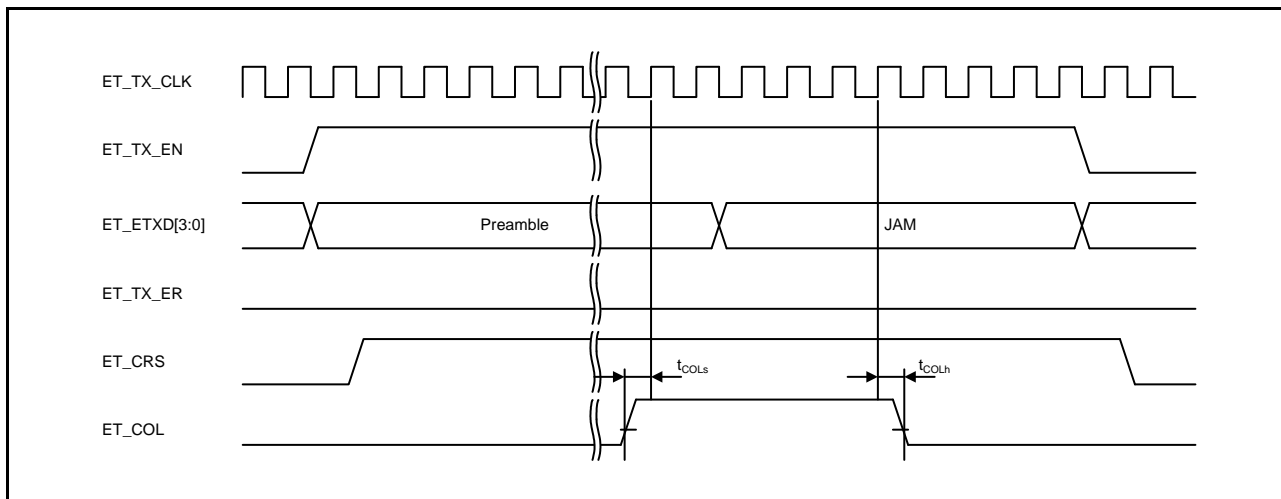 ET_TX_CLK
ET_TX_EN
ET_ETXD[3:0]
Preamble
JAM
ET_TX_ER
ET_CRS
tCOLs
tCOLh
ET_COL